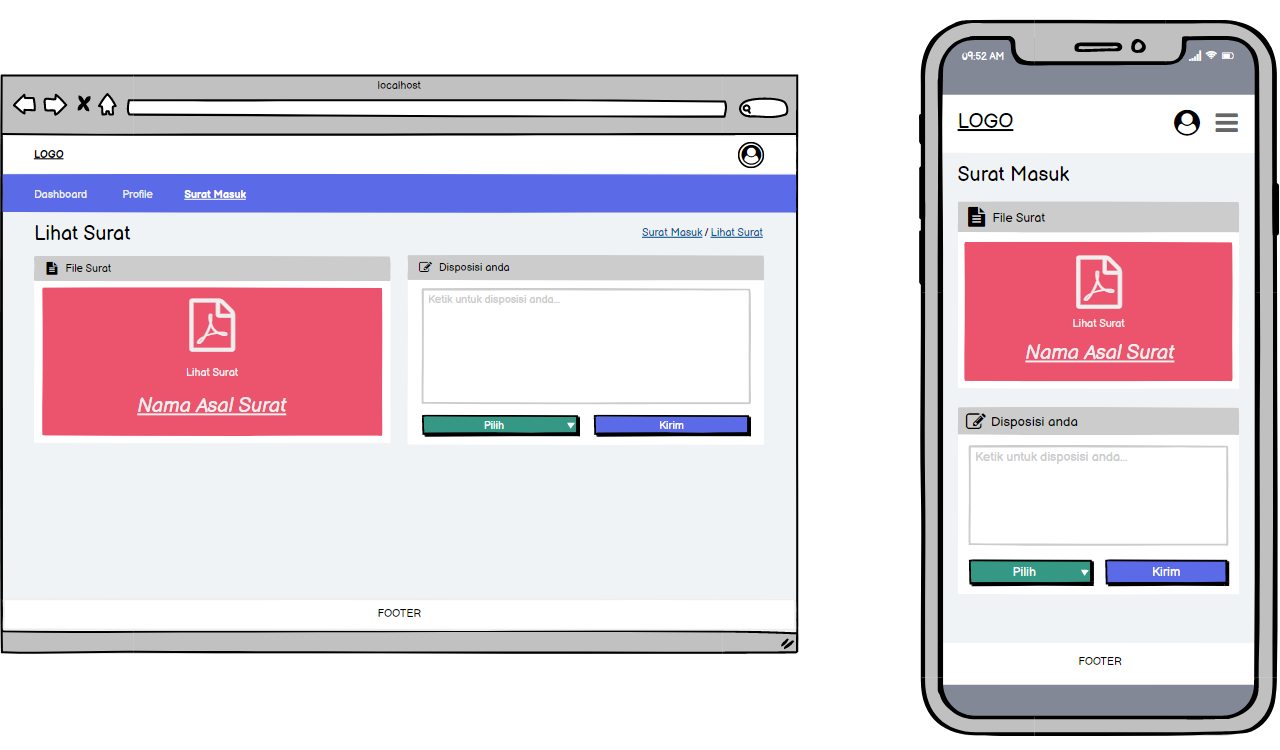 localhost
LOGO
Dashboard Profile Surat Masuk
Lihat Surat
Surat Masuk / Lihat Surat
File Surat
Lihat Surat
Nama Asal Surat
Disposisi anda
Ketik untuk disposisi anda...
Pilih
Kirim
FOOTER
09:52 AM
LOGO
Surat Masuk
File Surat
Lihat Surat
Nama Asal Surat
Disposisi anda
Ketik untuk disposisi anda...
Pilih
Kirim
FOOTER